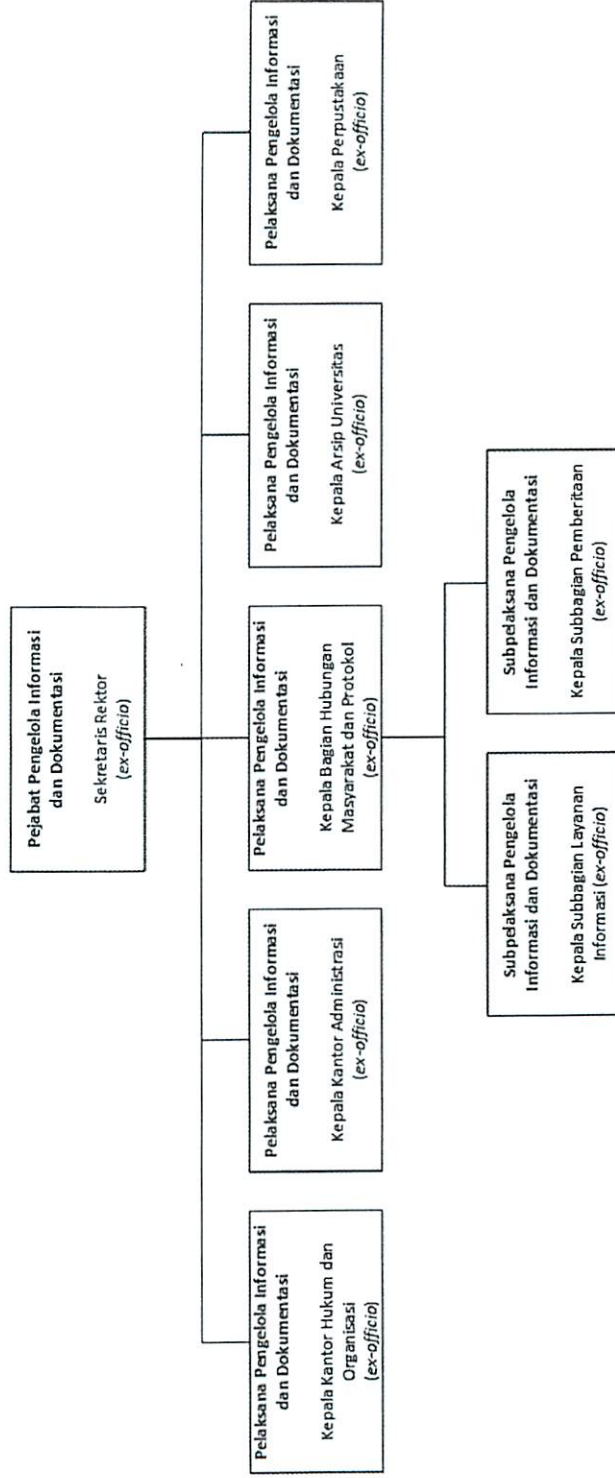 Pejabat Pengelola Informasi
dan Dokumentasi
Sekretaris Rektor
(ex-officio)
Pelaksana Pengelola Informasi
dan Dokumentasi
Kepala Kantor Hukum dan
Organisasi
(ex-officio)
Pelaksana Pengelola Informasi
dan Dokumentasi
Kepala Kantor Administrasi
(ex-officio)
Pelaksana Pengelola Informasi
dan Dokumentasi
Kepala Bagian Hubungan
Masyarakat dan Protokol
(ex-officio)
Pelaksana Pengelola Informasi
dan Dokumentasi
Kepala Arsip Universitas
(ex-officio)
Pelaksana Pengelola Informasi
dan Dokumentasi
Kepala Perpustakaan
(ex-officio)
Subpelaksana Pengelola
Informasi dan Dokumentasi
Kepala Subbagian Layanan
Informasi (ex-officio)
Subpelaksana Pengelola
Informasi dan Dokumentasi
Kepala Subbagian Pemberitaan
(ex-officio)